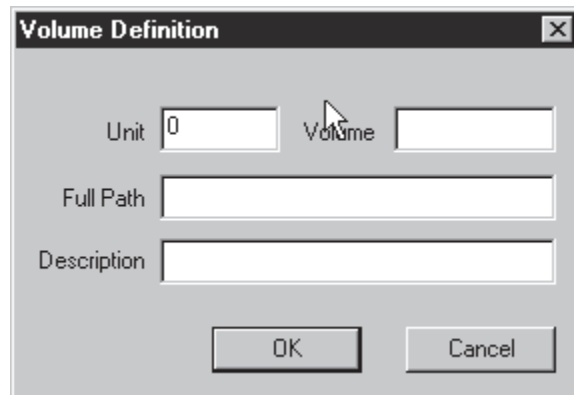 Volume Definition
Unit 0 Volume
Full Path
Description
OK Cancel